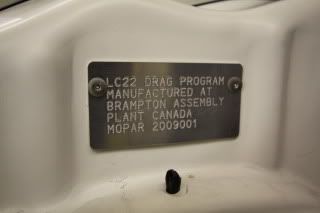 LC22 DRAG PROGRAM
MANUFACTURED AT
BRAMPTON ASSEMBLY
PLANT CANADA
MOPAR 2009001